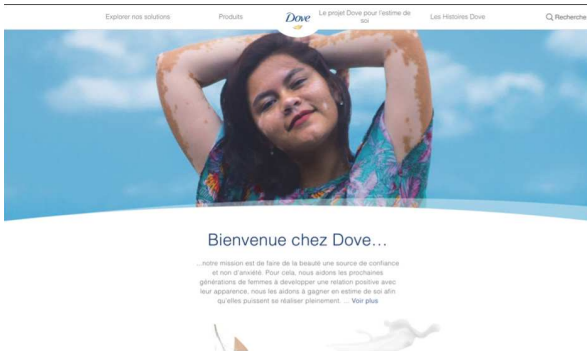 Explorer nos solutions
Produits
Dove
Le projet Dove pour l'estime de
soi
Les Histoires Dove
Recherche
Bienvenue chez Dove…
...notre mission est de faire de la beauté une source de confiance
et non d'anxiété. Pour cela, nous aidons les prochaines
générations de femmes à développer une relation positive avec
leur apparence, nous les aidons à gagner en estime de soi afin
qu'elles puissent se réaliser pleinement. ... Voir plus